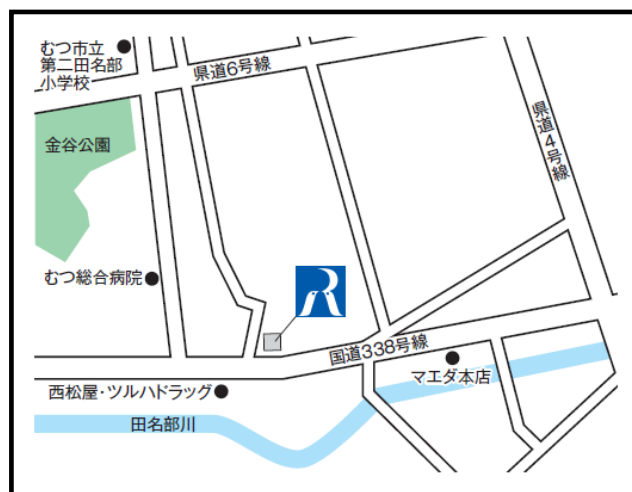 むつ市立
第二田名部
小学校
県道6号線
金谷公園
県道4号線
むつ総合病院
R
国道338号線
マエダ本店
西松屋・ツルハドラッグ
田名部川